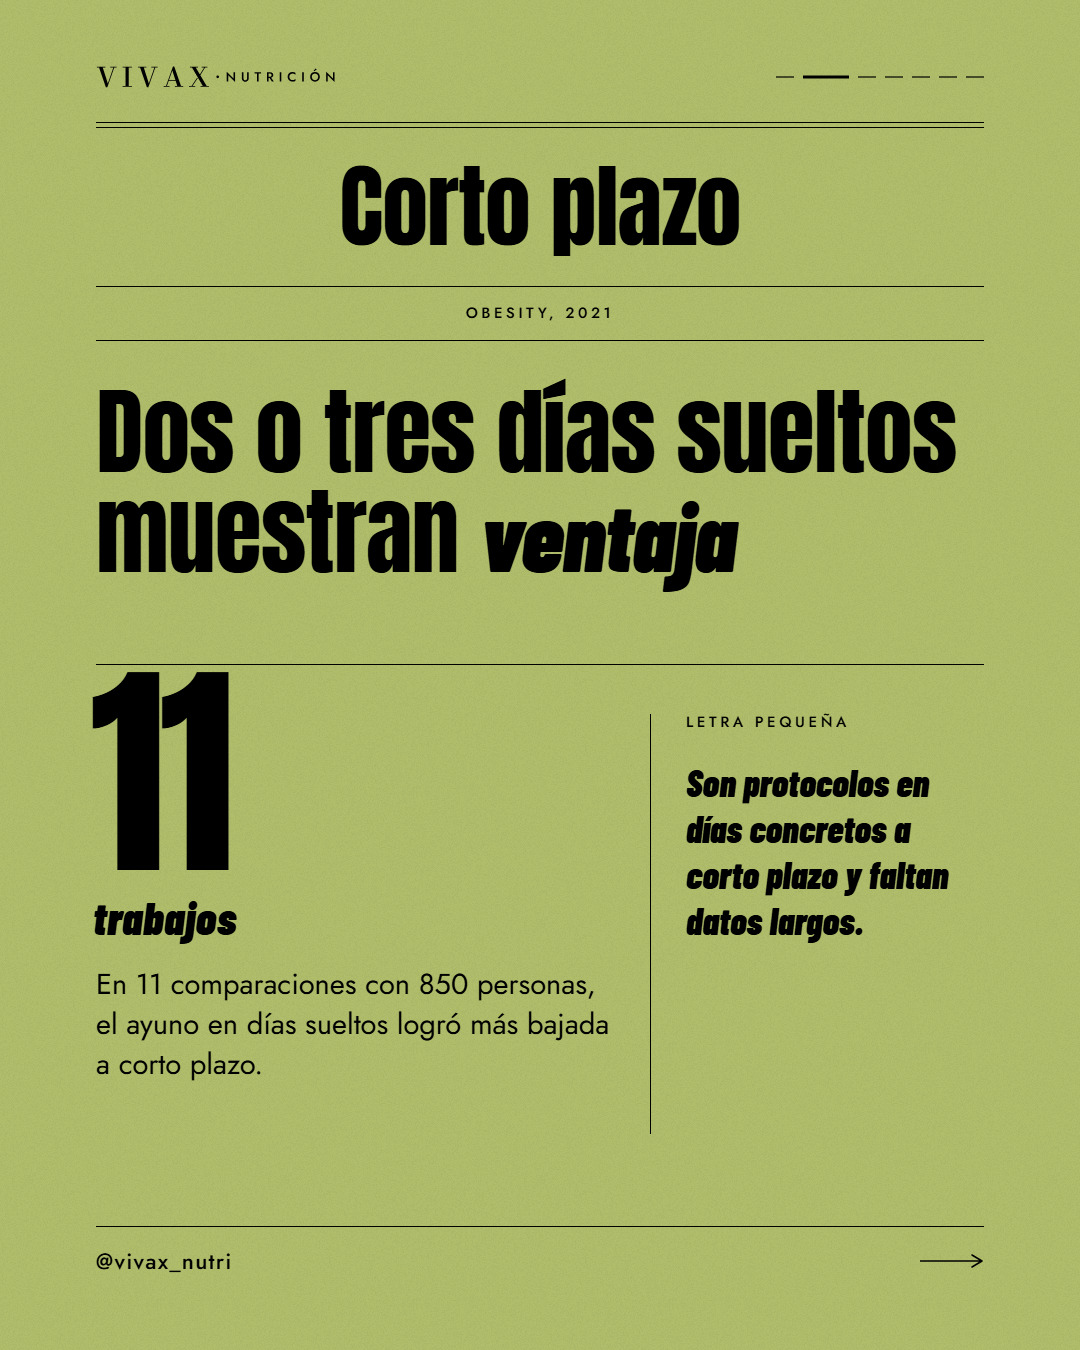 VIVAX·NUTRICIÓN
Corto plazo
OBESITY, 2021
Dos o tres días sueltos
muestran ventaja
11
trabajos
En 11 comparaciones con 850 personas,
el ayuno en días sueltos logró más bajada
a corto plazo.
LETRA PEQUEÑA
Son protocolos en
días concretos a
corto plazo y faltan
datos largos.
@vivax_nutri